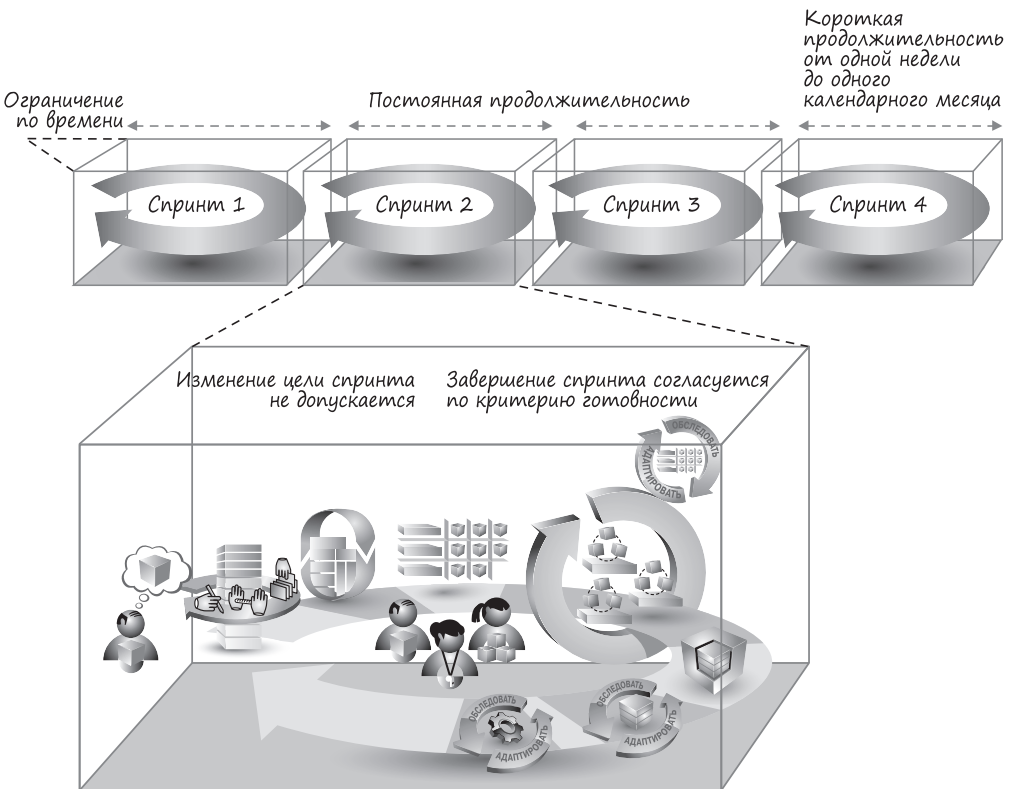 Короткая
продолжительность
от одной недели
до одного
календарного месяца
Ограничение
по времени
Постоянная продолжительность
Спринт 1
Спринт 2
Спринт 3
Спринт 4
Изменение цели спринта
не допускается
Завершение спринта согласуется
по критерию готовности
ОБСЛЕДОВАТЬ
АДАПТИРОВАТЬ
ОБСЛЕДОВАТЬ
АДАПТИРОВАТЬ
ОБСЛЕДОВАТЬ
АДАПТИРОВАТЬ